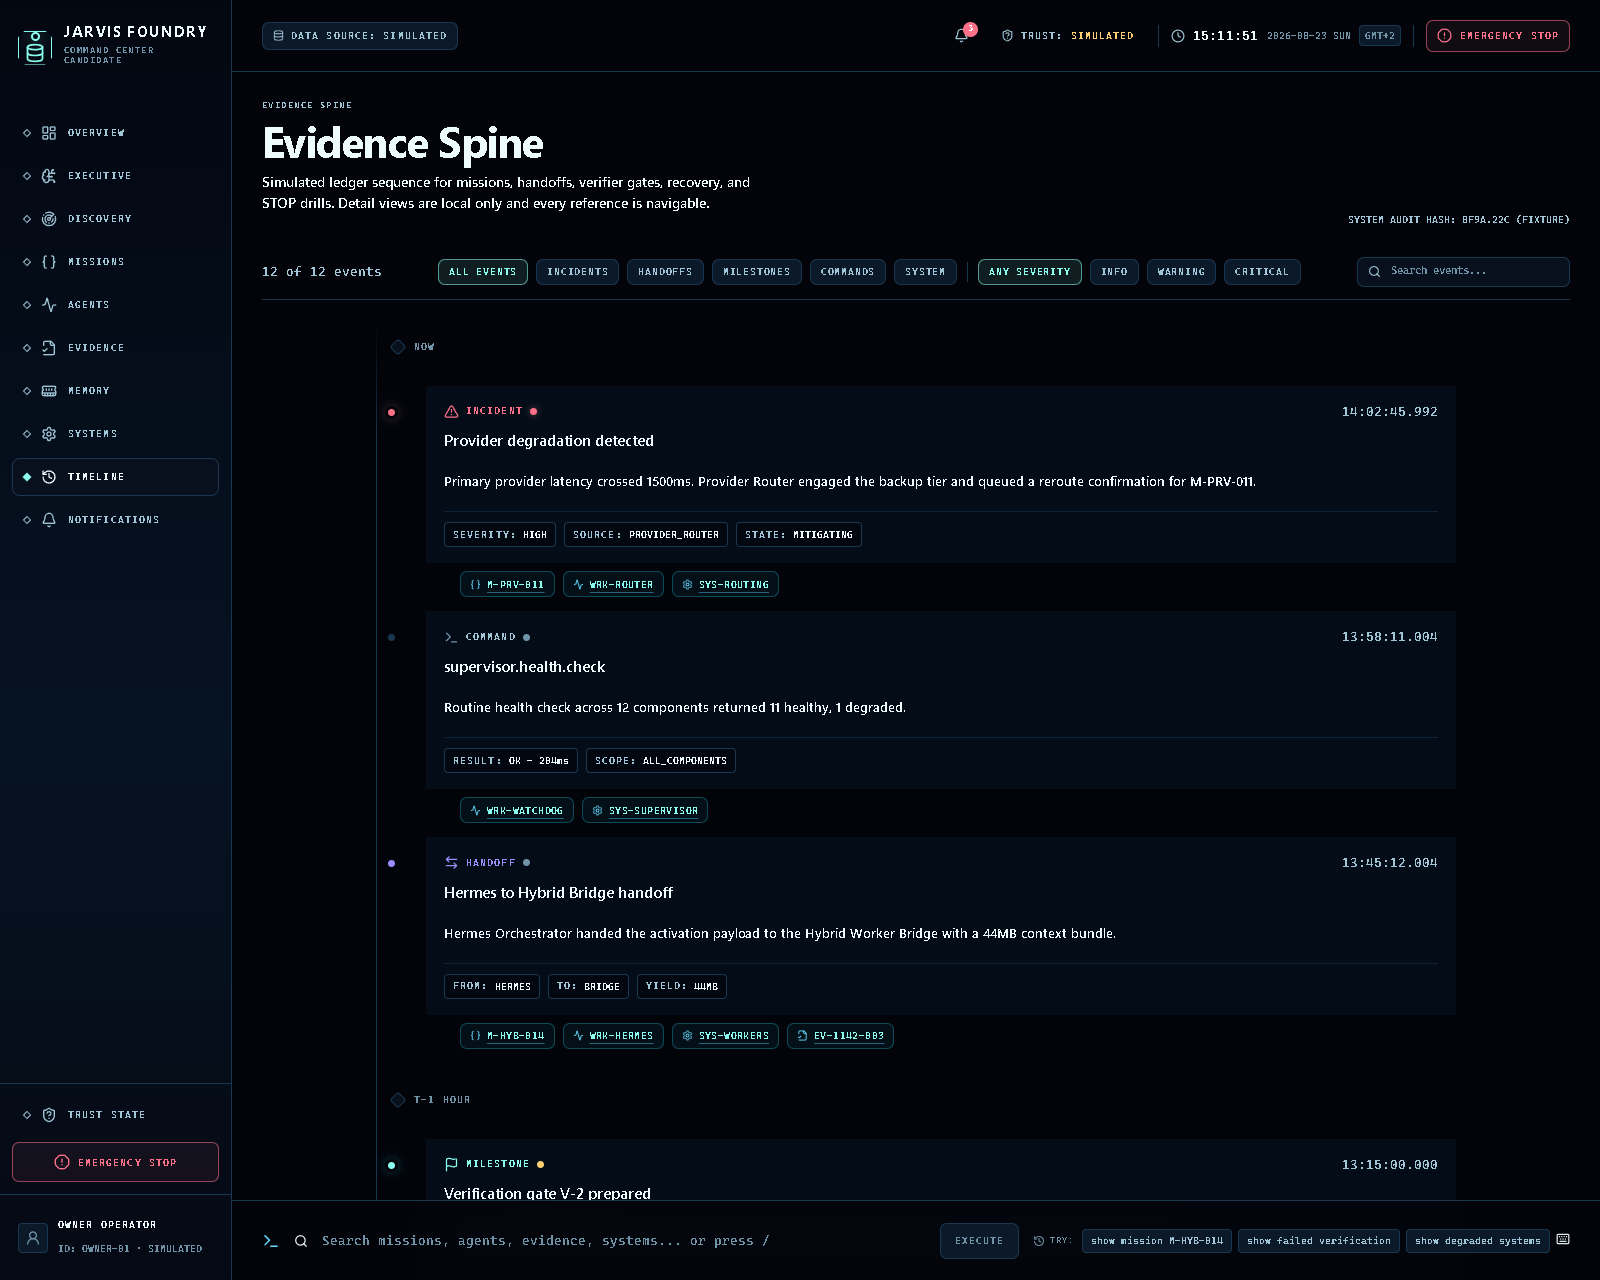 JARVIS FOUNDRY
COMMAND CENTER
CANDIDATE
OVERVIEW
EXECUTIVE
DISCOVERY
MISSIONS
AGENTS
EVIDENCE
MEMORY
SYSTEMS
TIMELINE
NOTIFICATIONS
TRUST STATE
EMERGENCY STOP
OWNER OPERATOR
ID: OWNER-01 • SIMULATED
DATA SOURCE: SIMULATED
3
TRUST: SIMULATED
15:11:51 2026-08-23 SUN GMT+2
EMERGENCY STOP
EVIDENCE SPINE
Evidence Spine
Simulated ledger sequence for missions, handoffs, verifier gates, recovery, and
STOP drills. Detail views are local only and every reference is navigable.
SYSTEM AUDIT HASH: 8F9A.22C (FIXTURE)
12 of 12 events
ALL EVENTS INCIDENTS HANDOFFS MILESTONES COMMANDS SYSTEM ANY SEVERITY INFO WARNING CRITICAL
Search events...
NOW
INCIDENT 14:02:45.992
Provider degradation detected
Primary provider latency crossed 1500ms. Provider Router engaged the backup tier and queued a reroute confirmation for M-PRV-011.
SEVERITY: HIGH SOURCE: PROVIDER_ROUTER STATE: MITIGATING
{} M-PRV-011 WRK-ROUTER SYS-ROUTING
COMMAND 13:58:11.004
supervisor.health.check
Routine health check across 12 components returned 11 healthy, 1 degraded.
RESULT: OK — 204ms SCOPE: ALL_COMPONENTS
WRK-WATCHDOG SYS-SUPERVISOR
HANDOFF 13:45:12.004
Hermes to Hybrid Bridge handoff
Hermes Orchestrator handed the activation payload to the Hybrid Worker Bridge with a 44MB context bundle.
FROM: HERMES TO: BRIDGE YIELD: 44MB
{} M-HYB-014 WRK-HERMES SYS-WORKERS EV-1142-003
T-1 HOUR
MILESTONE 13:15:00.000
Verification gate V-2 prepared
Search missions, agents, evidence, systems... or press /
EXECUTE
TRY: show mission M-HYB-014 show failed verification show degraded systems